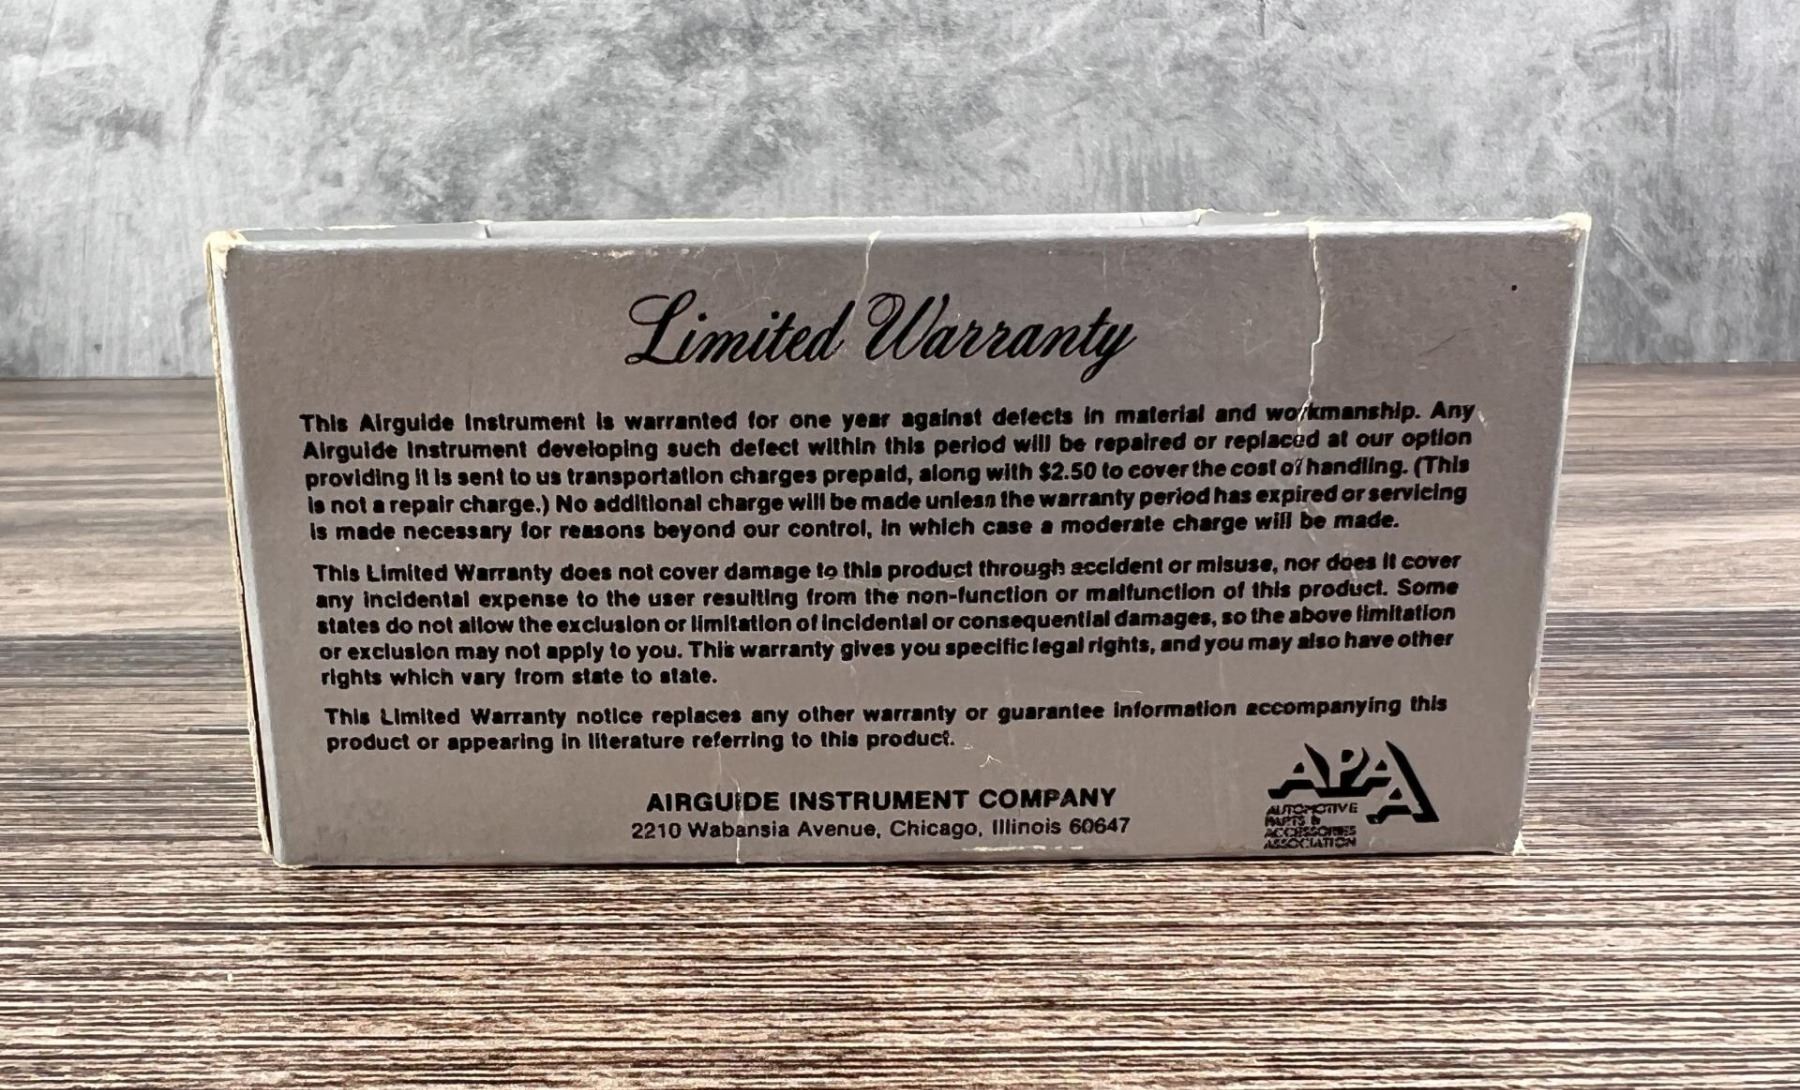 Limited Warranty
This Airguide Instrument is warranted for one year against defects in material and workmanship. Any
Airguide Instrument developing such defect within this period will be repaired or replaced at our option
providing it is sent to us transportation charges prepaid, along with $2.50 to cover the cost of handling. (This
is not a repair charge.) No additional charge will be made unless the warranty period has expired or servicing
is made necessary for reasons beyond our control, in which case a moderate charge will be made.
This Limited Warranty does not cover damage to this product through accident or misuse, nor does it cover
any incidental expense to the user resulting from the non-function or malfunction of this product. Some
states do not allow the exclusion or limitation of incidental or consequential damages, so the above limitation
or exclusion may not apply to you. This warranty gives you specific legal rights, and you may also have other
rights which vary from state to state.
This Limited Warranty notice replaces any other warranty or guarantee information accompanying this
product or appearing in literature referring to this product.
AIRGUIDE INSTRUMENT COMPANY
2210 Wabansia Avenue, Chicago, Illinois 60647
APAA
AUTOMOTIVE
PARTS &
ACCESSORIES
ASSOCIATION